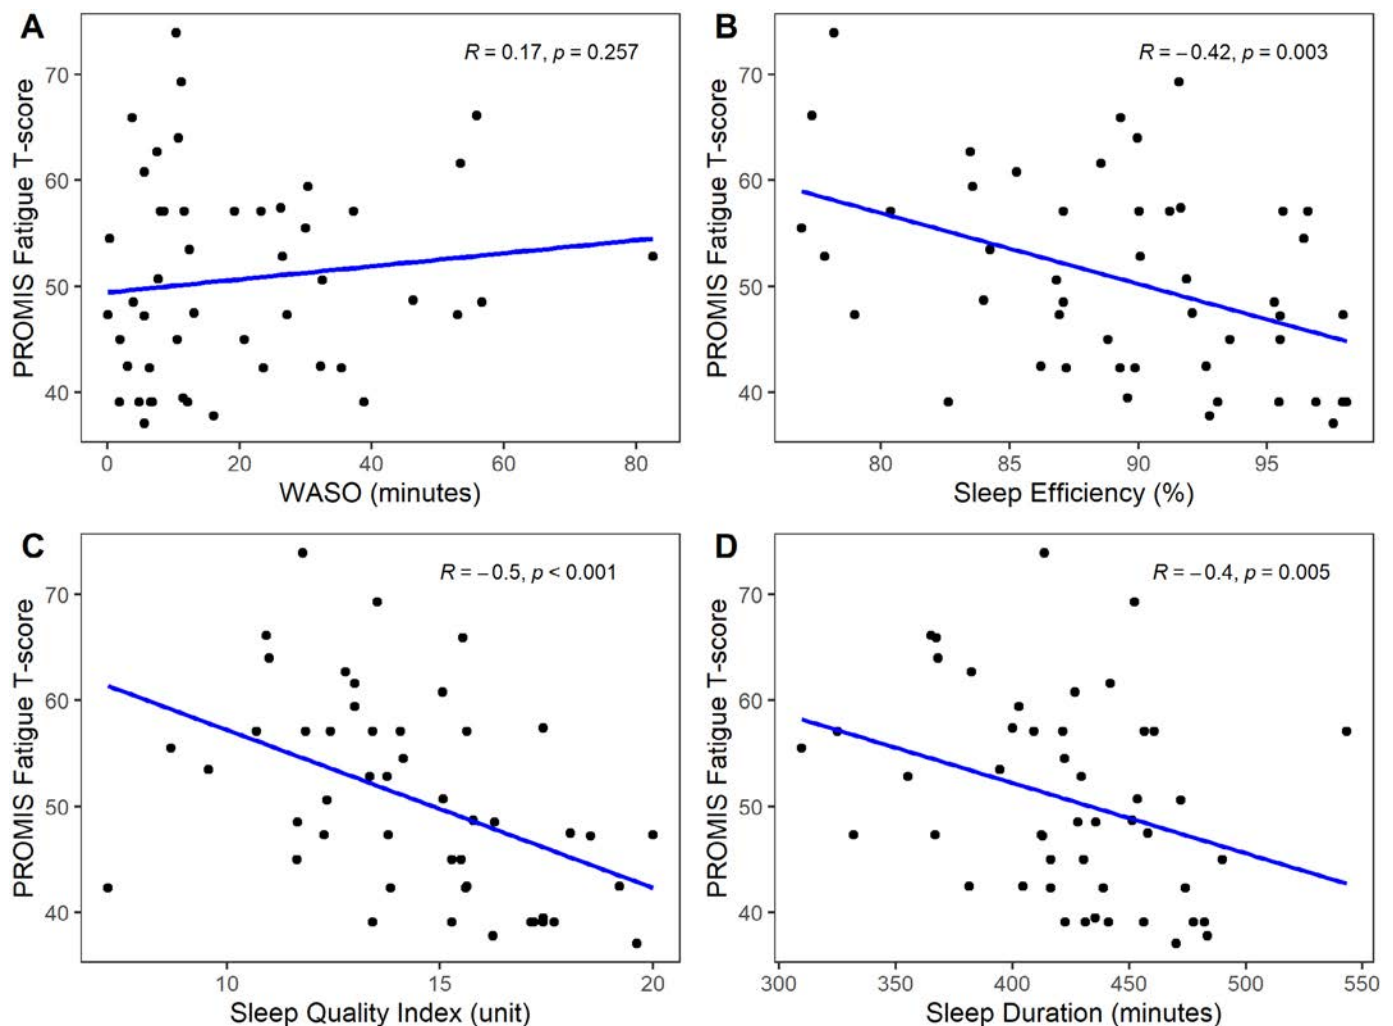 A
R = 0.17, p = 0.257
70
60
50
40
PROMIS Fatigue T-score
0 20 40 60 80
WASO (minutes)
B
R = −0.42, p = 0.003
70
60
50
40
PROMIS Fatigue T-score
80 85 90 95
Sleep Efficiency (%)
C
R = −0.5, p < 0.001
70
60
50
40
PROMIS Fatigue T-score
10 15 20
Sleep Quality Index (unit)
D
R = −0.4, p = 0.005
70
60
50
40
PROMIS Fatigue T-score
300 350 400 450 500 550
Sleep Duration (minutes)